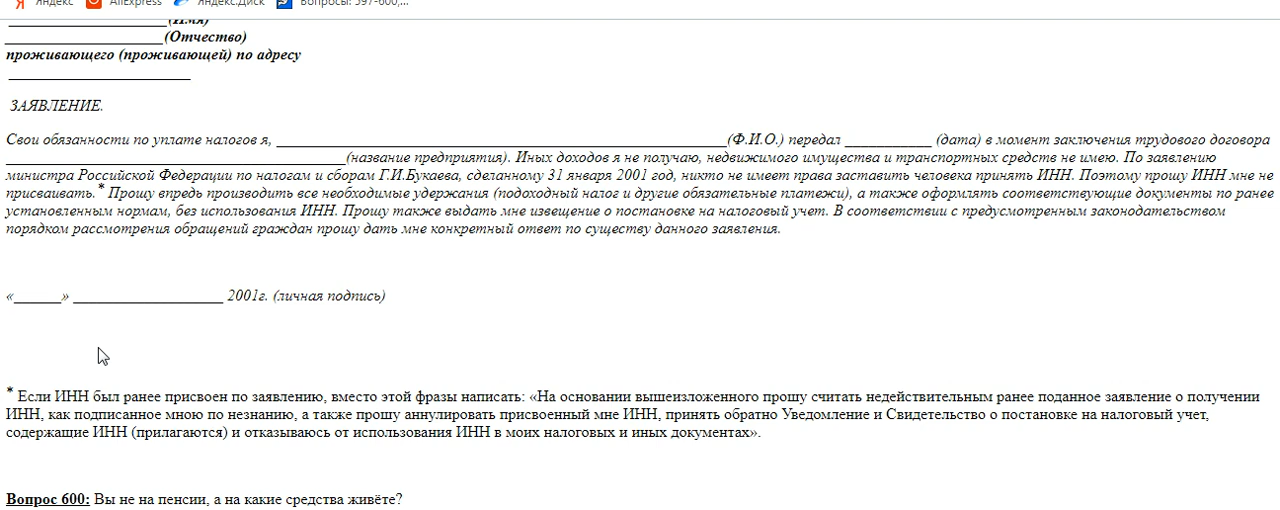 Яндекс AliExpress Яндекс.Диск Вопросы: 597-600,...
____________________(Имя)
____________________(Отчество)
проживающего (проживающей) по адресу
_______________________
ЗАЯВЛЕНИЕ.
Свои обязанности по уплате налогов я, _________________________________________________________(Ф.И.О.) передал ___________ (дата) в момент заключения трудового договора
___________________________________________(название предприятия). Иных доходов я не получаю, недвижимого имущества и транспортных средств не имею. По заявлению
министра Российской Федерации по налогам и сборам Г.И.Букаева, сделанному 31 января 2001 год, никто не имеет права заставить человека принять ИНН. Поэтому прошу ИНН мне не
присваивать.* Прошу впредь производить все необходимые удержания (подоходный налог и другие обязательные платежи), а также оформлять соответствующие документы по ранее
установленным нормам, без использования ИНН. Прошу также выдать мне извещение о постановке на налоговый учет. В соответствии с предусмотренным законодательством
порядком рассмотрения обращений граждан прошу дать мне конкретный ответ по существу данного заявления.
«______» ___________________ 2001г. (личная подпись)
* Если ИНН был ранее присвоен по заявлению, вместо этой фразы написать: «На основании вышеизложенного прошу считать недействительным ранее поданное заявление о получении
ИНН, как подписанное мною по незнанию, а также прошу аннулировать присвоенный мне ИНН, принять обратно Уведомление и Свидетельство о постановке на налоговый учет,
содержащие ИНН (прилагаются) и отказываюсь от использования ИНН в моих налоговых и иных документах».
Вопрос 600: Вы не на пенсии, а на какие средства живёте?